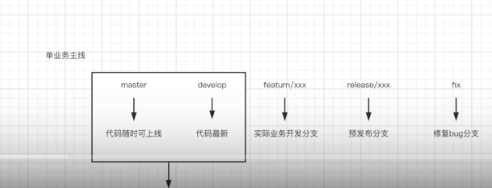 单业务主线
master develop featurn/xxx release/xxx fix
代码随时可上线 代码最新 实际业务开发分支 预发布分支 修复bug分支